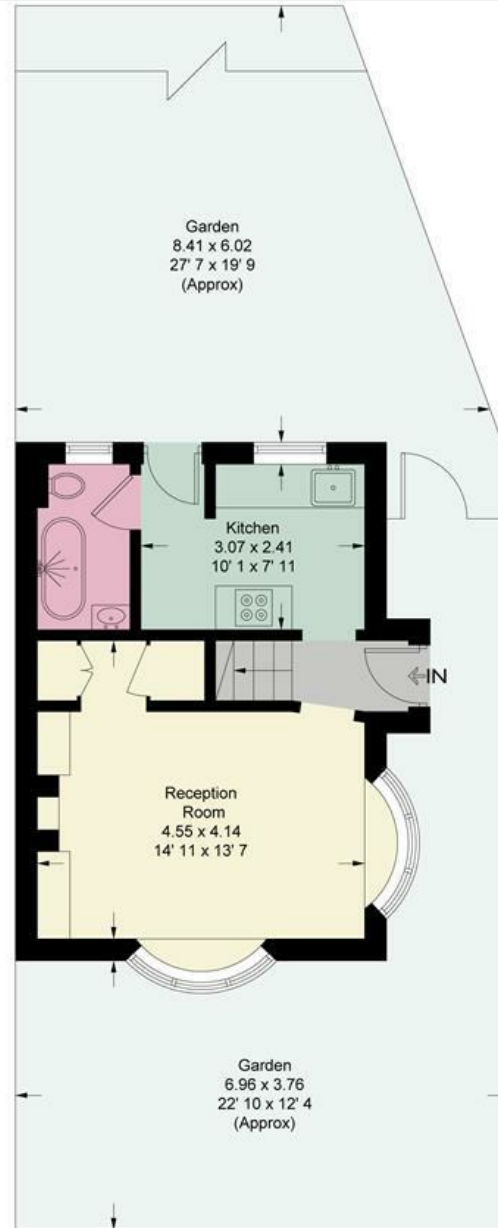 Garden
8.41 x 6.02
27' 7 x 19' 9
(Approx)
Kitchen
3.07 x 2.41
10' 1 x 7' 11
IN
Reception
Room
4.55 x 4.14
14' 11 x 13' 7
Garden
6.96 x 3.76
22' 10 x 12' 4
(Approx)